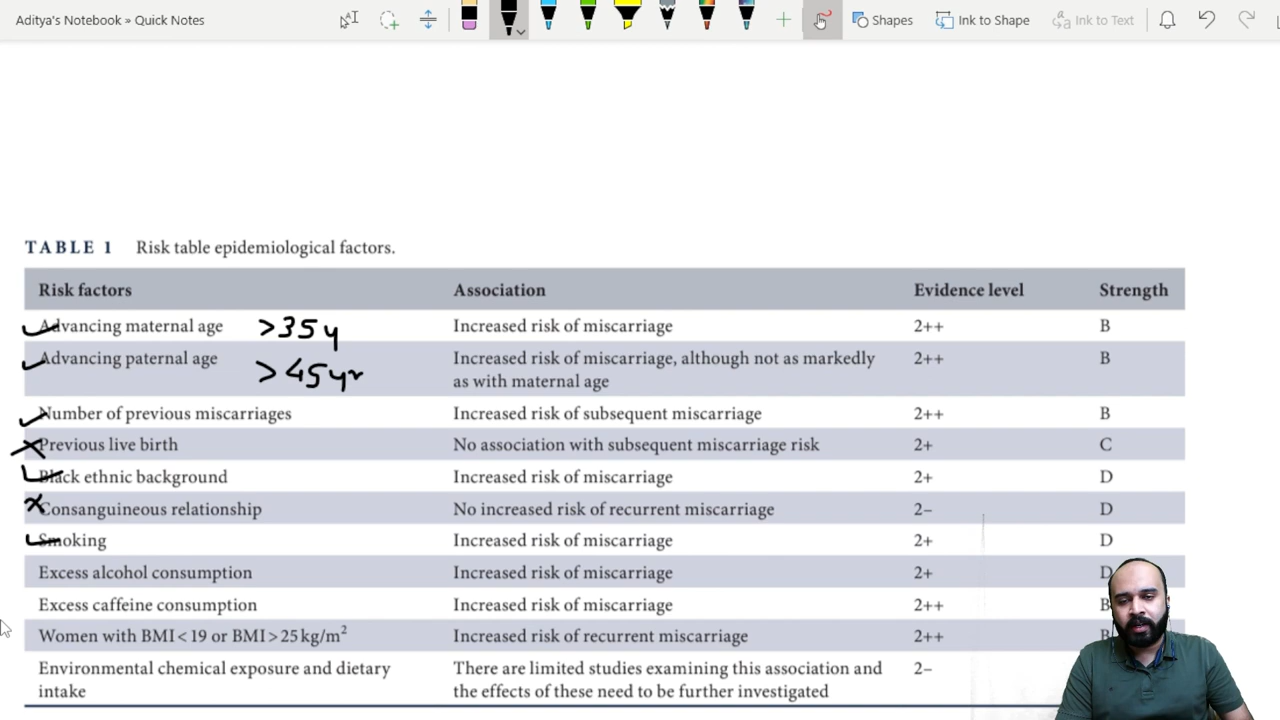 Aditya's Notebook » Quick Notes
Shapes
Ink to Shape
Ink to Text
TABLE 1 Risk table epidemiological factors.
Risk factors Association Evidence level Strength
Advancing maternal age >35y Increased risk of miscarriage 2++ B
Advancing paternal age >45yr Increased risk of miscarriage, although not as markedly 2++ B
as with maternal age
Number of previous miscarriages Increased risk of subsequent miscarriage 2++ B
Previous live birth No association with subsequent miscarriage risk 2+ C
Black ethnic background Increased risk of miscarriage 2+ D
Consanguineous relationship No increased risk of recurrent miscarriage 2– D
Smoking Increased risk of miscarriage 2+ D
Excess alcohol consumption Increased risk of miscarriage 2+ D
Excess caffeine consumption Increased risk of miscarriage 2++ B
Women with BMI < 19 or BMI > 25 kg/m² Increased risk of recurrent miscarriage 2++ B
Environmental chemical exposure and dietary There are limited studies examining this association and 2–
intake the effects of these need to be further investigated